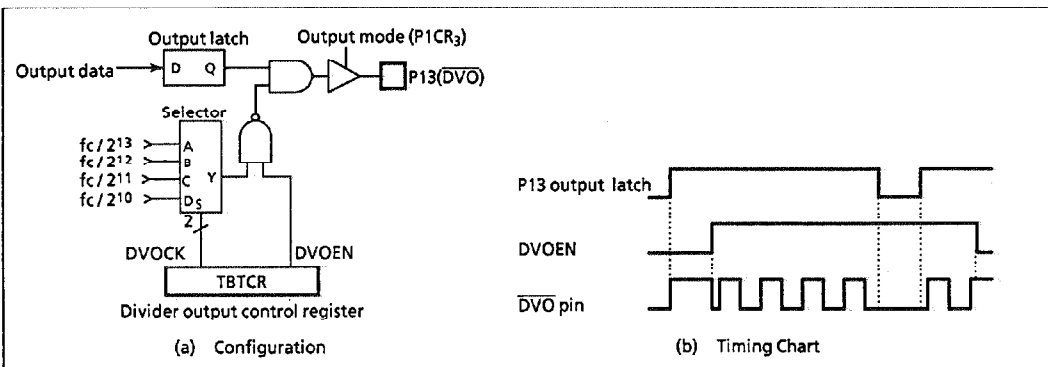 Output latch
Output mode (P1CR3)
Output data
D Q
P13(DVO)
Selector
fc/2^13 A
fc/2^12 B
fc/2^11 C Y
fc/2^10 D S
2
DVOCK DVOEN
TBTCR
Divider output control register
(a) Configuration
P13 output latch
DVOEN
DVO pin
(b) Timing Chart